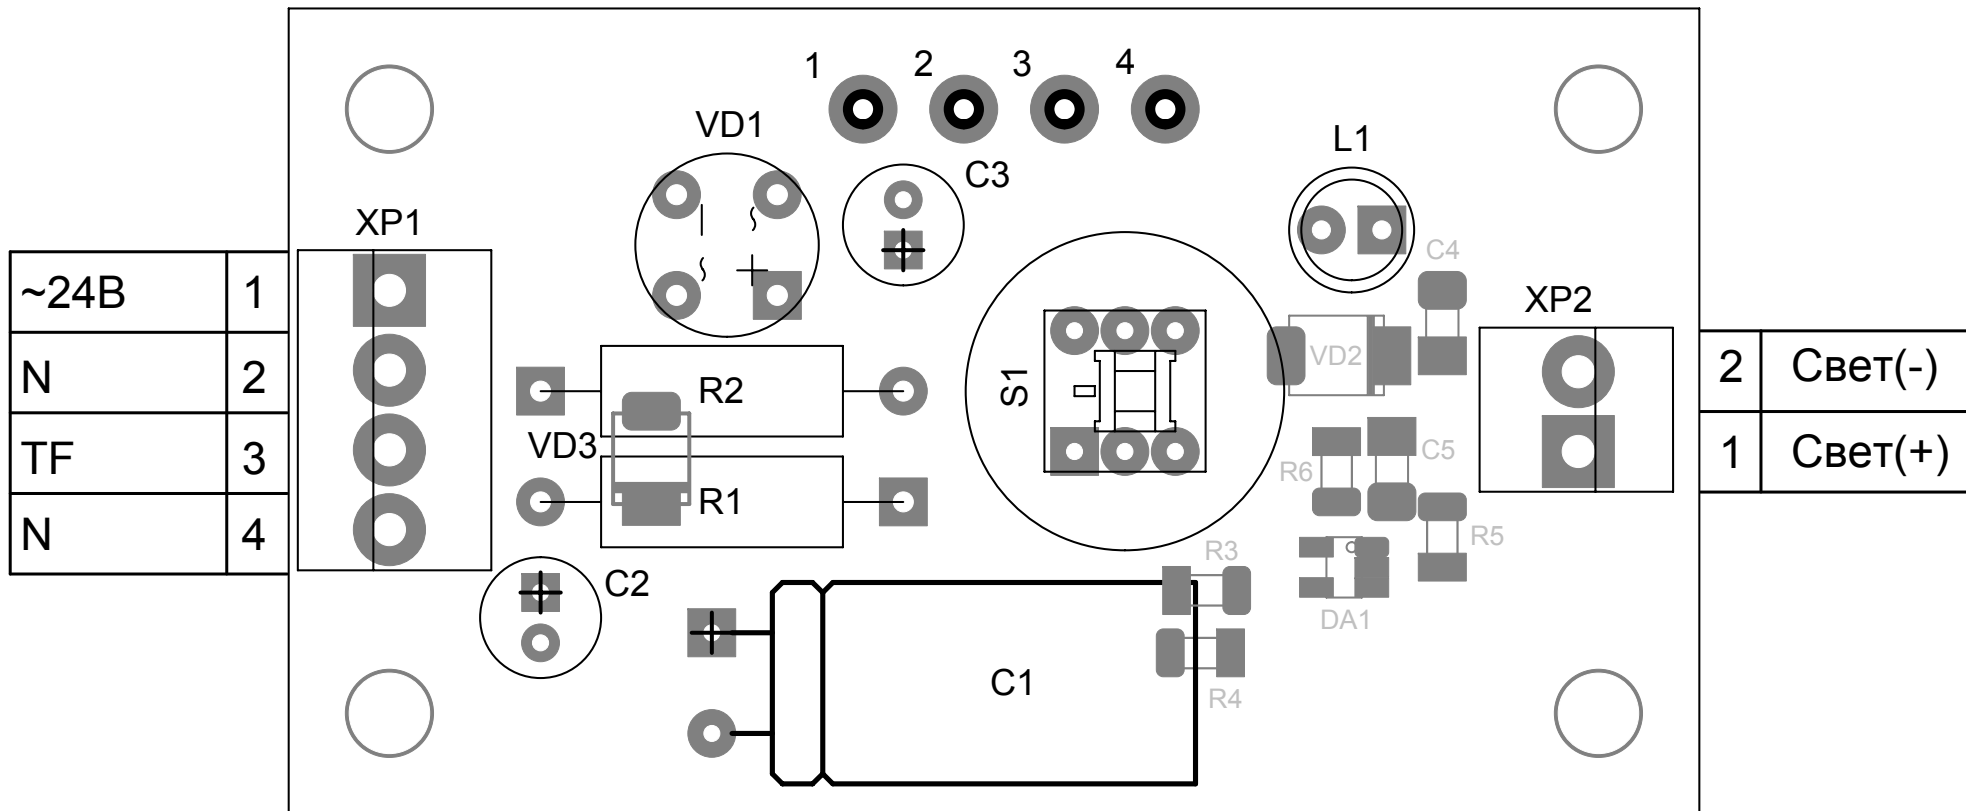 1 2 3 4
VD1
L1
C3
XP1
C4
~24В 1
XP2
N 2
R2
S1
VD2
2 Свет(-)
TF 3
VD3
R6
C5
1 Свет(+)
R1
N 4
R5
R3
C2
DA1
C1
R4